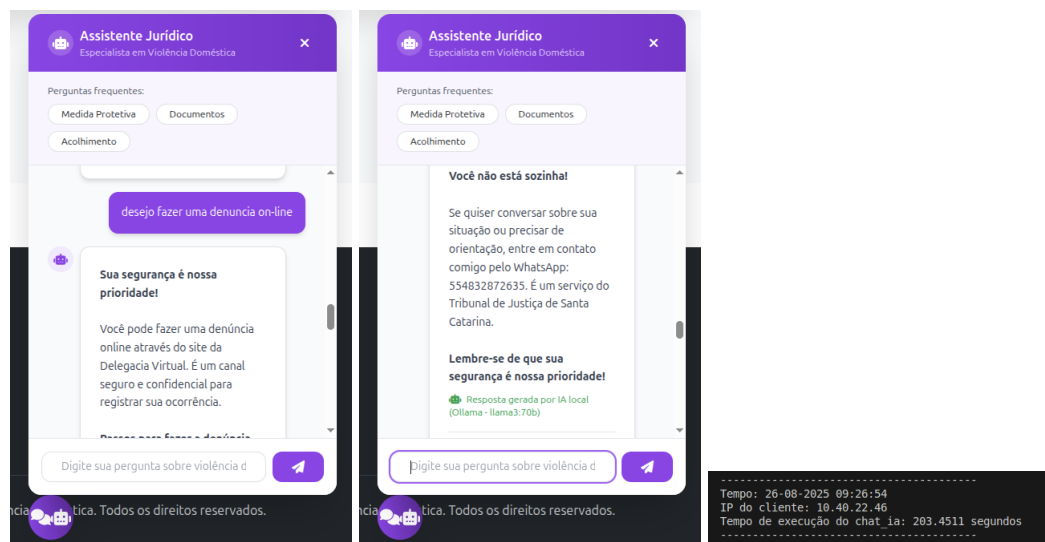 Assistente Jurídico
Especialista em Violência Doméstica
Perguntas frequentes:
Medida Protetiva
Documentos
Acolhimento
desejo fazer uma denuncia on-line
Sua segurança é nossa
prioridade!
Você pode fazer uma denúncia
online através do site da
Delegacia Virtual. É um canal
seguro e confidencial para
registrar sua ocorrência.
Passos para fazer a denúncia
Digite sua pergunta sobre violência d
tica. Todos os direitos reservados.
Assistente Jurídico
Especialista em Violência Doméstica
Perguntas frequentes:
Medida Protetiva
Documentos
Acolhimento
Você não está sozinha!
Se quiser conversar sobre sua
situação ou precisar de
orientação, entre em contato
comigo pelo WhatsApp:
554832872635. É um serviço do
Tribunal de Justiça de Santa
Catarina.
Lembre-se de que sua
segurança é nossa prioridade!
Resposta gerada por IA local
(Ollama - llama3:70b)
Digite sua pergunta sobre violência d
ncia
tica. Todos os direitos reservados.
----------------------------------------
Tempo: 26-08-2025 09:26:54
IP do cliente: 10.40.22.46
Tempo de execução do chat_ia: 203.4511 segundos
----------------------------------------